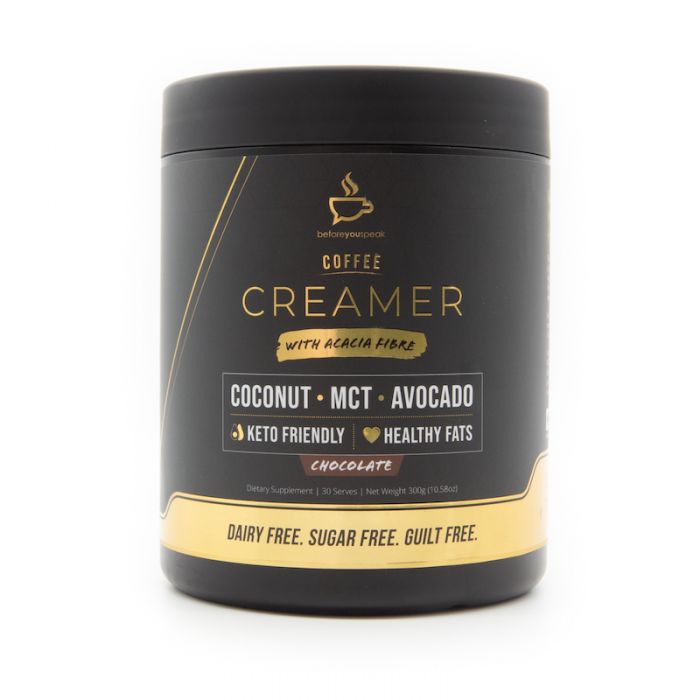 beforeyouspeak
COFFEE
CREAMER
WITH ACACIA FIBRE
COCONUT • MCT • AVOCADO
KETO FRIENDLY | HEALTHY FATS
CHOCOLATE
Dietary Supplement | 30 Serves | Net Weight 300g (10.58oz)
DAIRY FREE. SUGAR FREE. GUILT FREE.